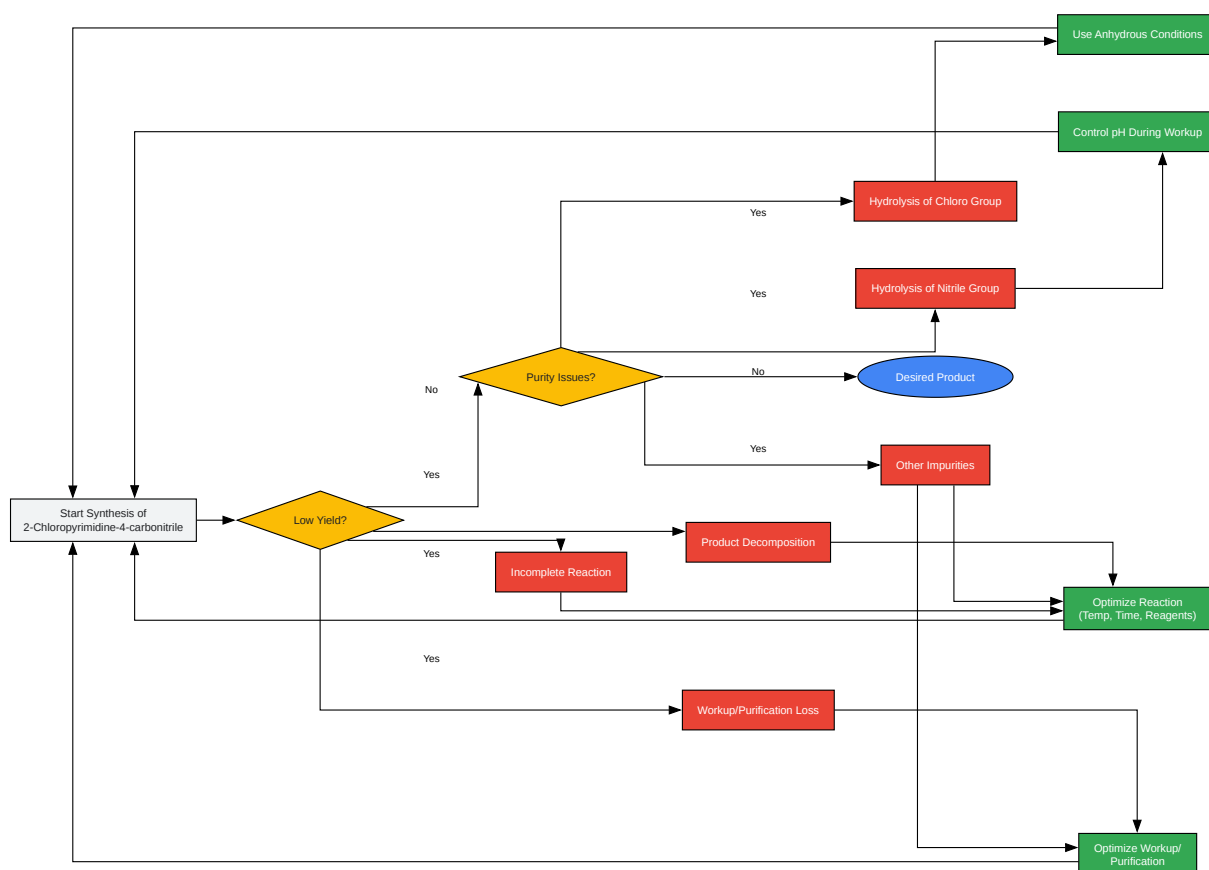 Use Anhydrous Conditions
Control pH During Workup
Hydrolysis of Chloro Group
Yes
Hydrolysis of Nitrile Group
Yes
Purity Issues?
No
Desired Product
No
Yes
Other Impurities
Yes
Start Synthesis of
2-Chloropyrimidine-4-carbonitrile
Low Yield?
Product Decomposition
Yes
Incomplete Reaction
Optimize Reaction
(Temp, Time, Reagents)
Yes
Workup/Purification Loss
Optimize Workup/
Purification